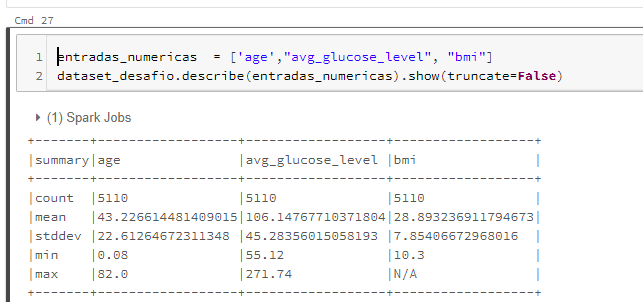 Cmd 27
1 entradas_numericas  = ['age',"avg_glucose_level", "bmi"]
2 dataset_desafio.describe(entradas_numericas).show(truncate=False)
(1) Spark Jobs
+-------+------------------+------------------+------------------+
|summary|age               |avg_glucose_level |bmi               |
+-------+------------------+------------------+------------------+
|count  |5110              |5110              |5110              |
|mean   |43.226614481409015|106.14767710371804|28.893236911794673|
|stddev |22.61264672311348 |45.28356015058193 |7.85406672968016  |
|min    |0.08              |55.12             |10.3              |
|max    |82.0              |271.74            |N/A               |
+-------+------------------+------------------+------------------+